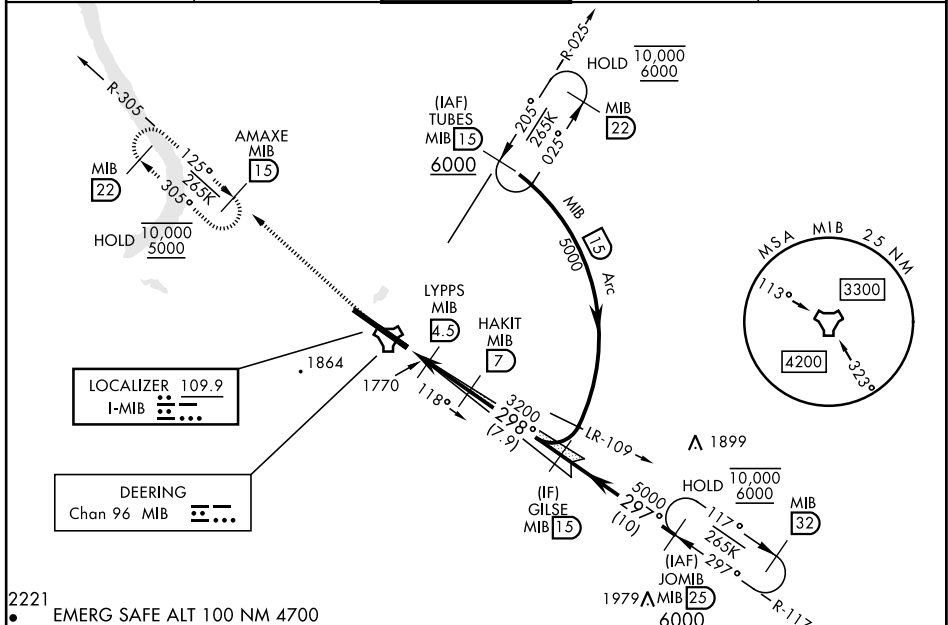 R-025
HOLD 10,000
6000
R-305
(IAF)
TUBES
MIB 15
6000
205°
265K
025°
MIB
22
AMAXE
MIB
15
125°
265K
305°
MIB
22
HOLD 10,000
5000
MIB
15
Arc
5000
MSA MIB 25 NM
113°
3300
4200
323°
LYPPS
MIB
4.5
HAKIT
MIB
7
1864
1770
118°
LOCALIZER 109.9
I-MIB
3200
298°
(7.9)
LR-109
1899
DEERING
Chan 96 MIB
(IF)
GILSE
MIB 15
5000
297°
(10)
HOLD 10,000
6000
117°
265K
297°
MIB
32
(IAF)
JOMIB
1979 MIB 25
6000
R-117
2221
EMERG SAFE ALT 100 NM 4700